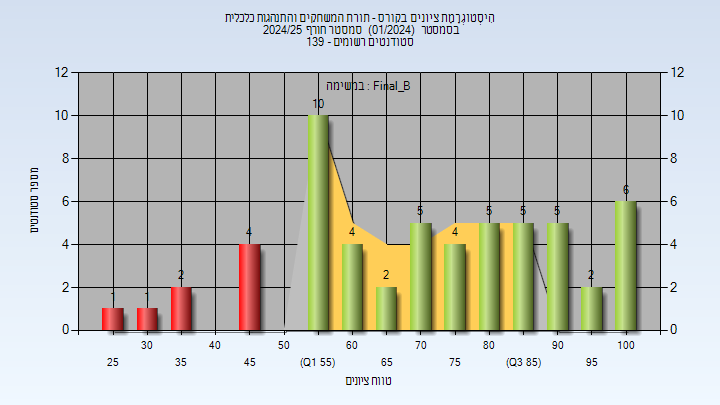 הִיסְטוֹגְרָמַת ציונים בקורס - תורת המשחקים והתנהגות כלכלית
בסמסטר (01/2024) סמסטר חורף 2024/25
סטודנטים רשומים - 139
במשימה : Final_B
מספר סטודנטים
12 12
10 10
8 8
6 6
4 4
2 2
0 0
1 1 2 4 10 4 2 5 4 5 5 5 2 6
30 40 50 60 70 80 90 100
25 35 45 (Q1 55) 65 75 (Q3 85) 95
טווח ציונים